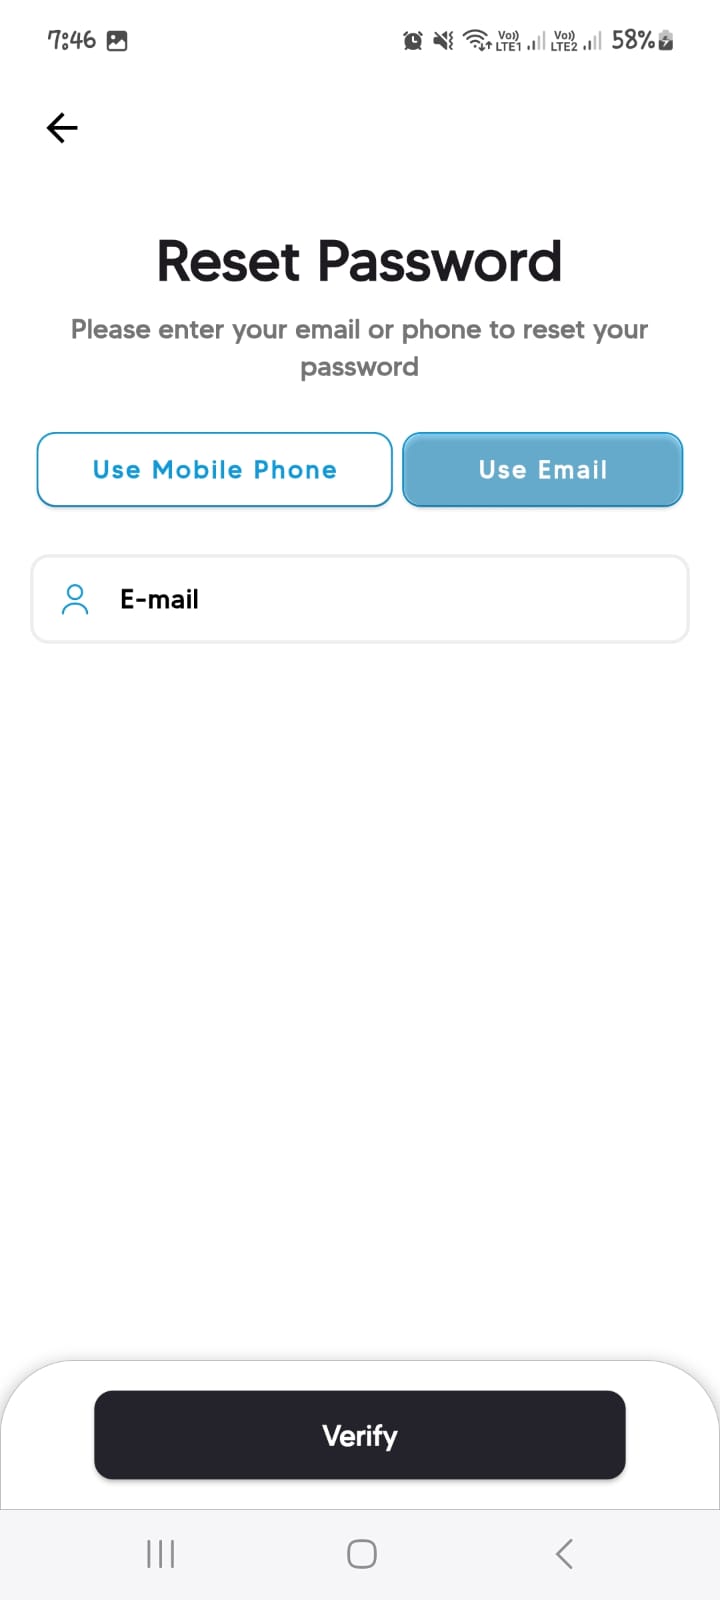 7:46 Vo)) LTE1 Vo)) LTE2 58%
Reset Password
Please enter your email or phone to reset your
password
Use Mobile Phone Use Email
E-mail
Verify